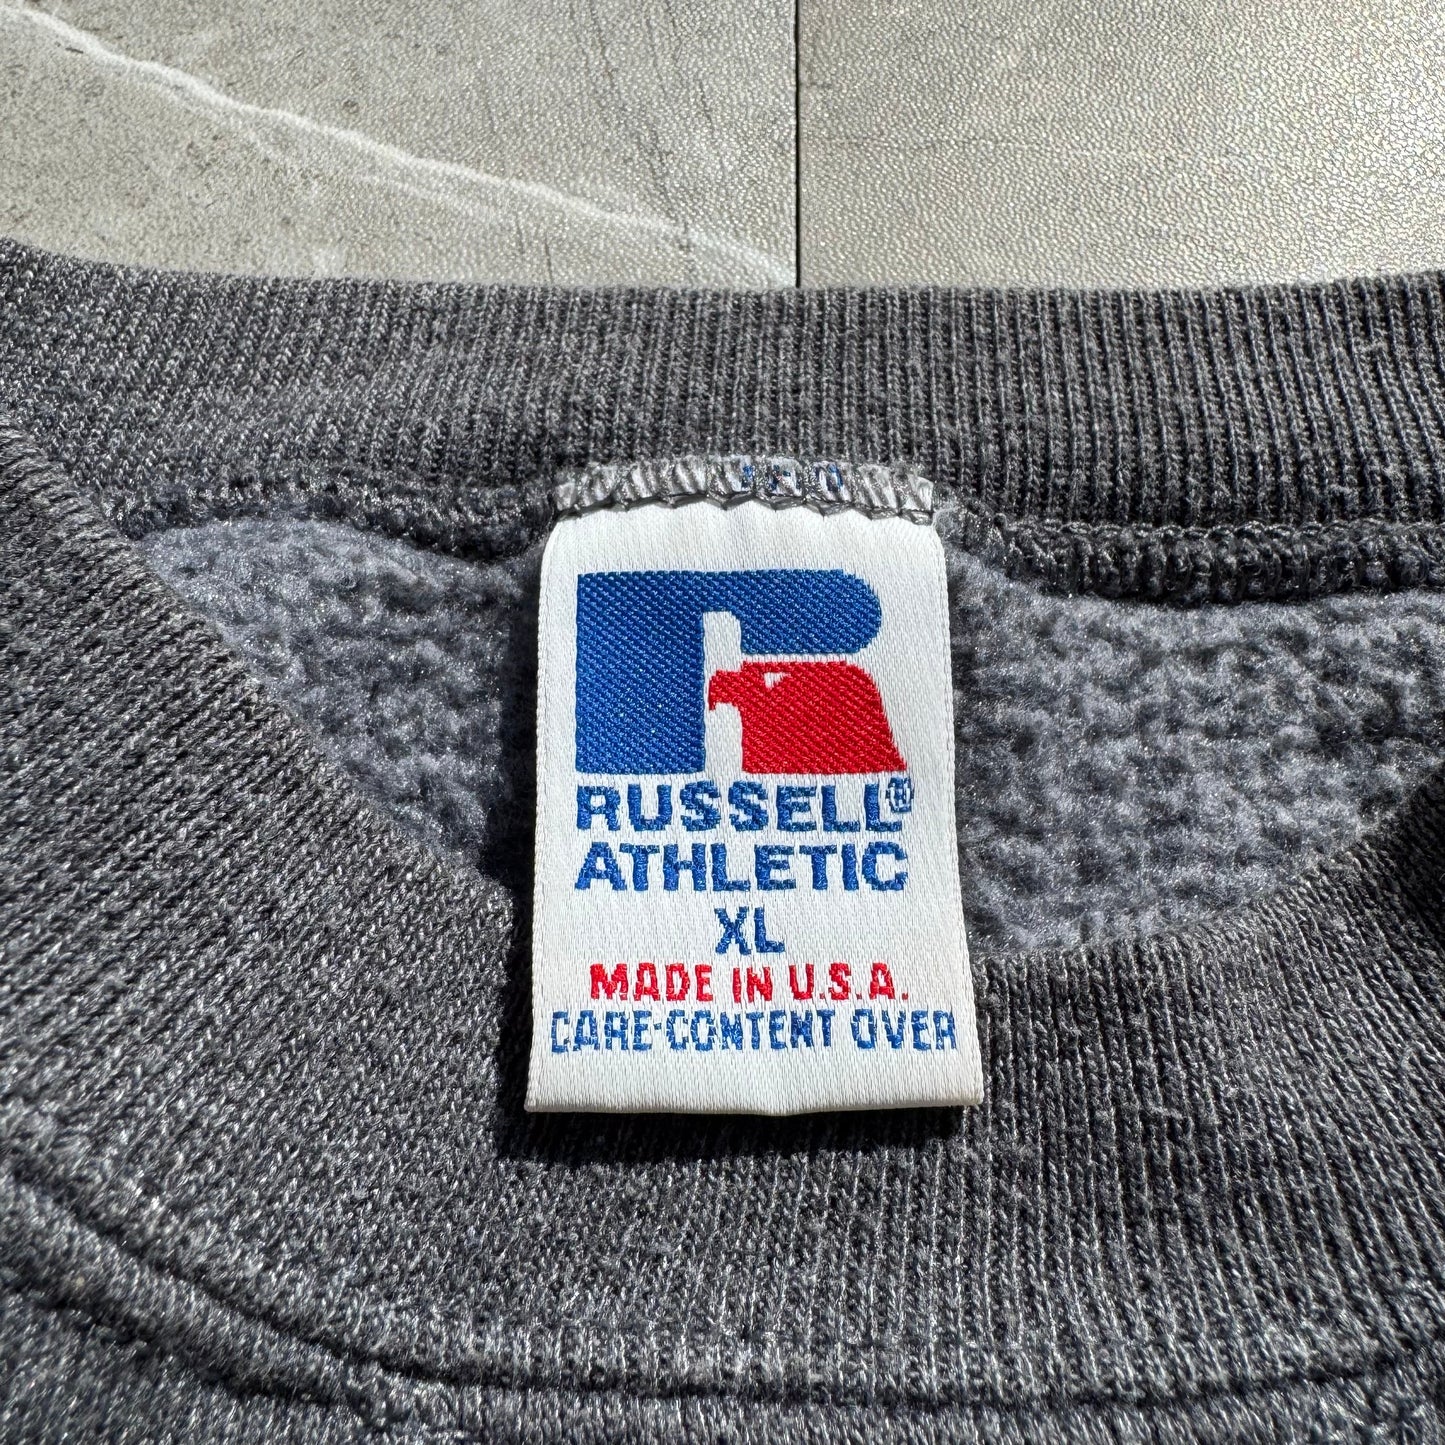 RUSSELL®
ATHLETIC
XL
MADE IN U.S.A.
CARE·CONTENT OVER